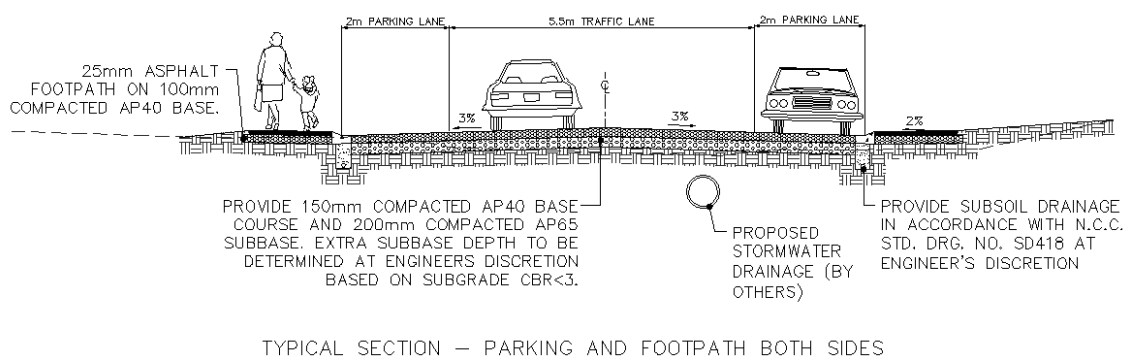 2m PARKING LANE
5.5m TRAFFIC LANE
2m PARKING LANE
25mm ASPHALT
FOOTPATH ON 100mm
COMPACTED AP40 BASE.
℄
3%
3%
2%
PROVIDE 150mm COMPACTED AP40 BASE
COURSE AND 200mm COMPACTED AP65
SUBBASE. EXTRA SUBBASE DEPTH TO BE
DETERMINED AT ENGINEERS DISCRETION
BASED ON SUBGRADE CBR<3.
PROPOSED
STORMWATER
DRAINAGE (BY
OTHERS)
PROVIDE SUBSOIL DRAINAGE
IN ACCORDANCE WITH N.C.C.
STD. DRG. NO. SD418 AT
ENGINEER'S DISCRETION
TYPICAL SECTION – PARKING AND FOOTPATH BOTH SIDES